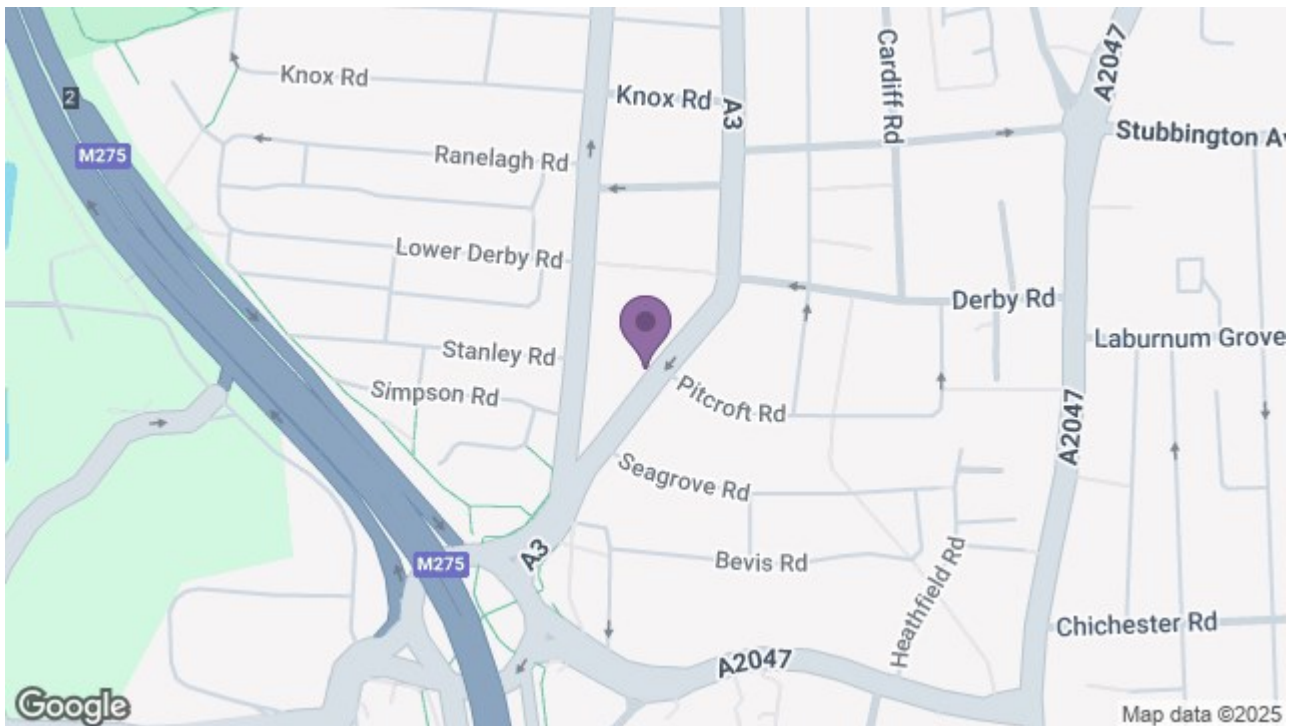 Knox Rd
2
Knox Rd
A3
Cardiff Rd
A2047
Stubbington Av
M275
Ranelagh Rd
Lower Derby Rd
Derby Rd
Stanley Rd
Laburnum Grove
Simpson Rd
Pitcroft Rd
A2047
Seagrove Rd
A3
M275
Bevis Rd
Heathfield Rd
Chichester Rd
A2047
Google
Map data ©2025